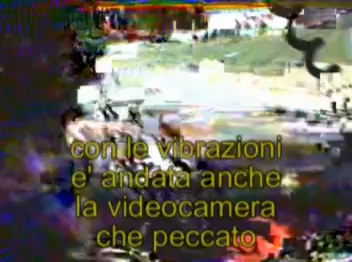 con le vibrazioni
e' andata anche
la videocamera
che peccato